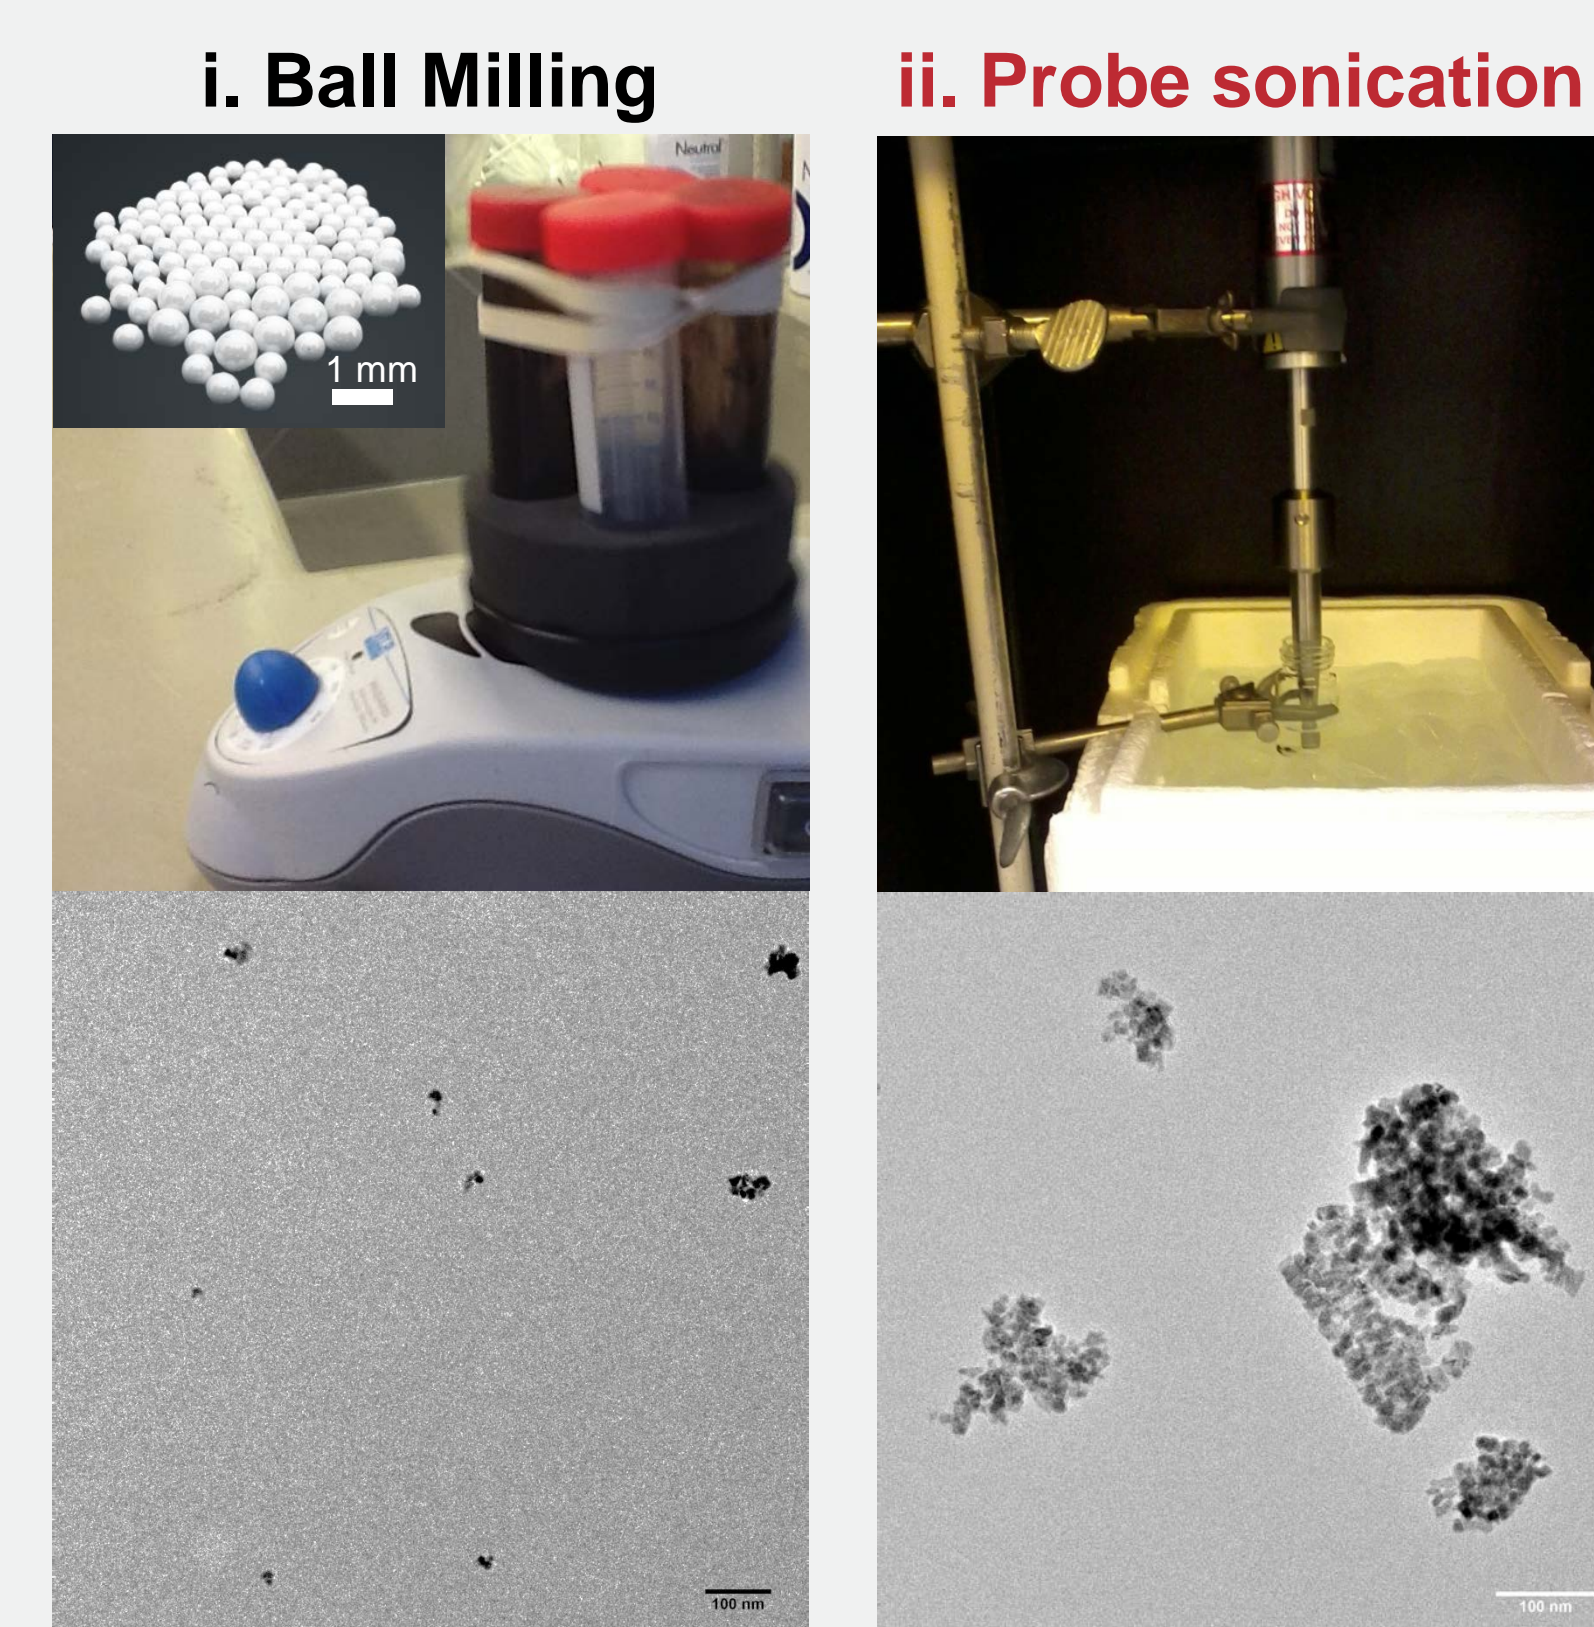 i. Ball Milling
ii. Probe sonication
Neutral
1 mm
100 nm
100 nm